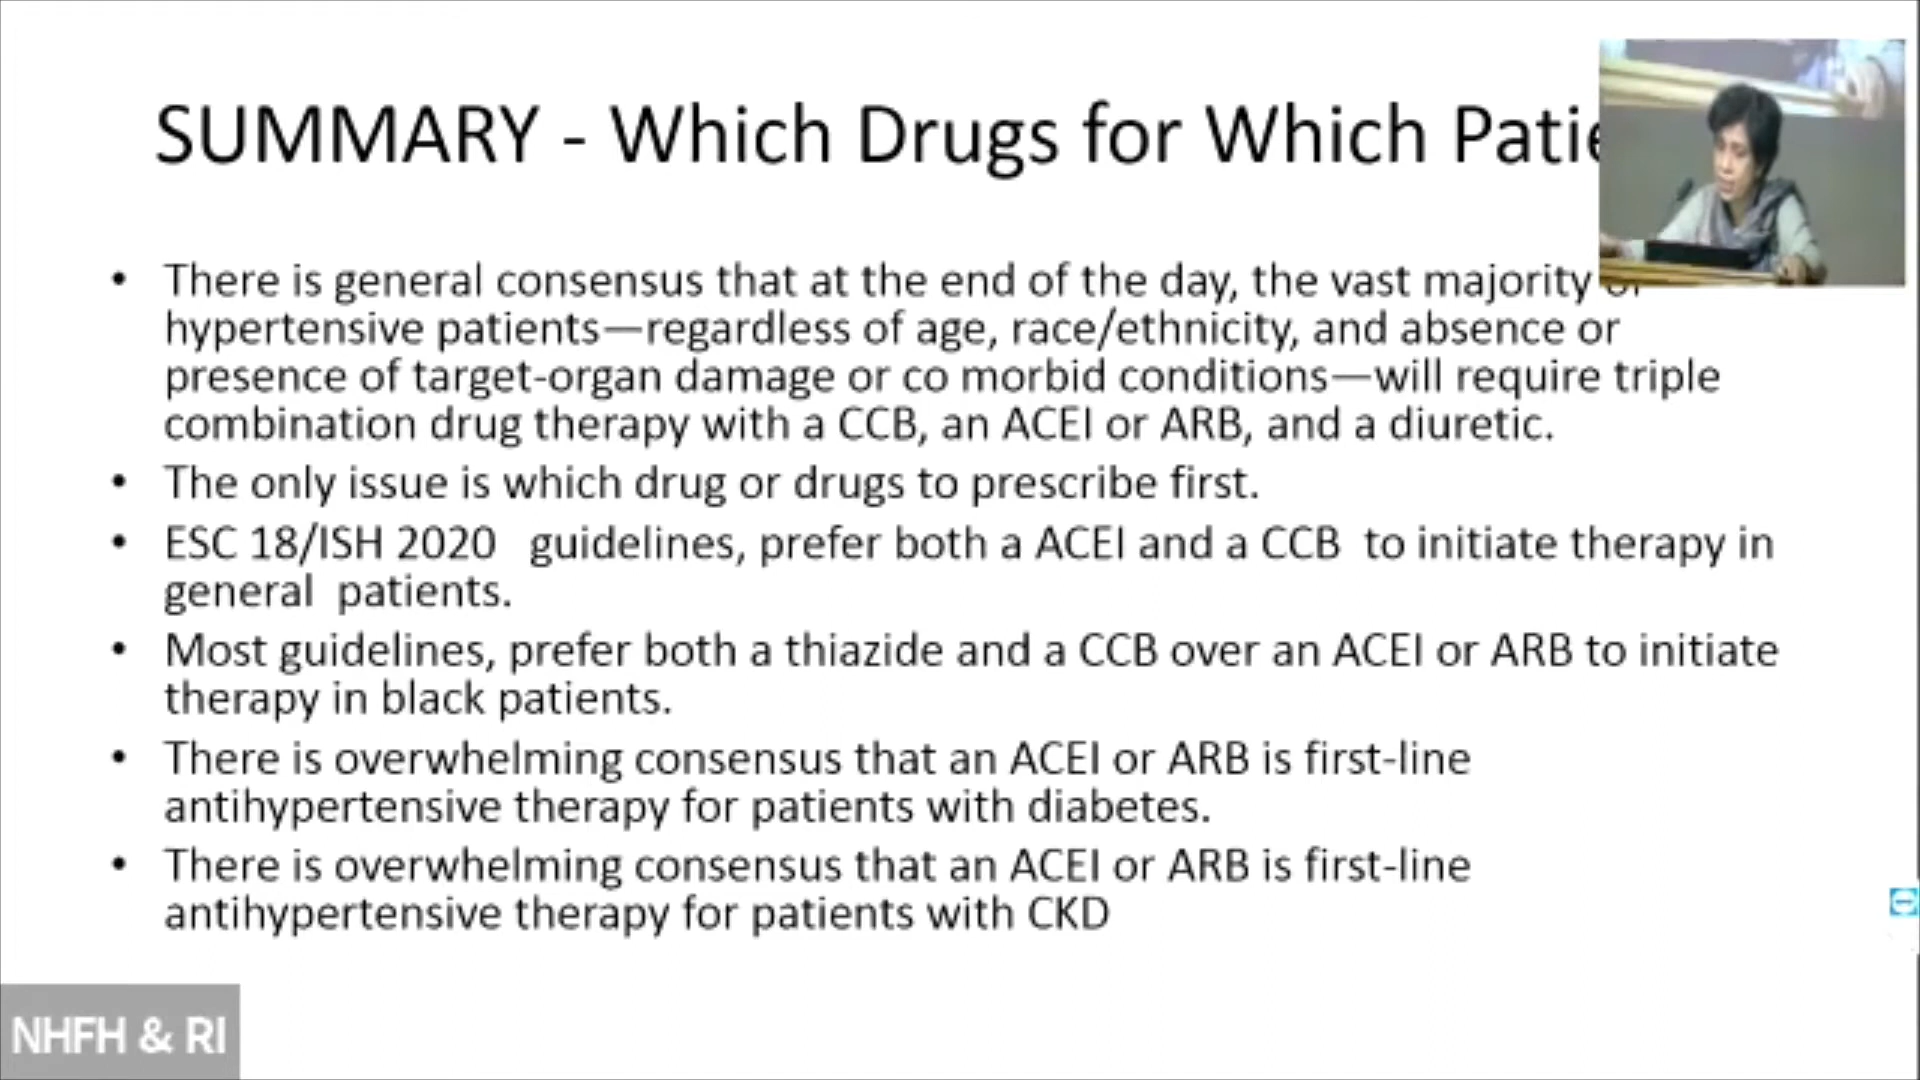 SUMMARY - Which Drugs for Which
• There is general consensus that at the end of the day, the vast majority of
hypertensive patients—regardless of age, race/ethnicity, and absence or
presence of target-organ damage or co morbid conditions—will require triple
combination drug therapy with a CCB, an ACEI or ARB, and a diuretic.
• The only issue is which drug or drugs to prescribe first.
• ESC 18/ISH 2020 guidelines, prefer both a ACEI and a CCB to initiate therapy in
general patients.
• Most guidelines, prefer both a thiazide and a CCB over an ACEI or ARB to initiate
therapy in black patients.
• There is overwhelming consensus that an ACEI or ARB is first-line
antihypertensive therapy for patients with diabetes.
• There is overwhelming consensus that an ACEI or ARB is first-line
antihypertensive therapy for patients with CKD
NHFH & RI